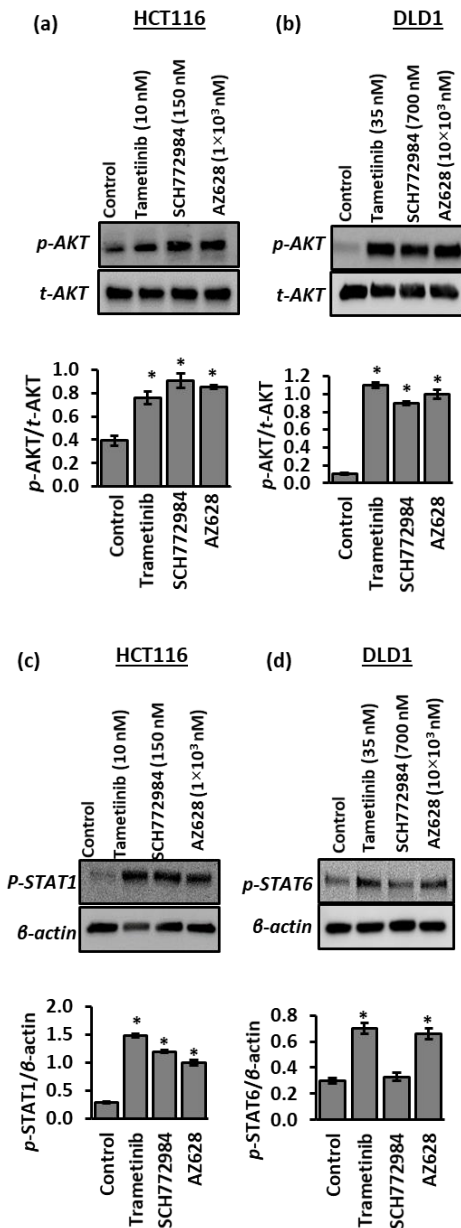 (a)
HCT116
Control
Tametiinib (10 nM)
SCH772984 (150 nM
AZ628 (1×10³ nM)
p-AKT
t-AKT
p-AKT/t-AKT
1.0
0.8
0.6
0.4
0.2
0.0
*
*
*
Control
Trametinib
SCH772984
AZ628
(b)
DLD1
Control
Tametiinib (35 nM)
SCH772984 (700 nM
AZ628 (10×10³ nM)
p-AKT
t-AKT
p-AKT/t-AKT
1.2
1.0
0.8
0.6
0.4
0.2
0.0
*
*
*
Control
Trametinib
SCH772984
AZ628
(c)
HCT116
Control
Tametiinib (10 nM)
SCH772984 (150 nM
AZ628 (1×10³ nM)
P-STAT1
β-actin
p-STAT1/β-actin
2.0
1.5
1.0
0.5
0.0
*
*
*
Control
Trametinib
SCH772984
AZ628
(d)
DLD1
Control
Tametiinib (35 nM)
SCH772984 (700 nM
AZ628 (10×10³ nM)
p-STAT6
β-actin
p-STAT6/β-actin
0.8
0.6
0.4
0.2
0.0
*
*
Control
Trametinib
SCH772984
AZ628